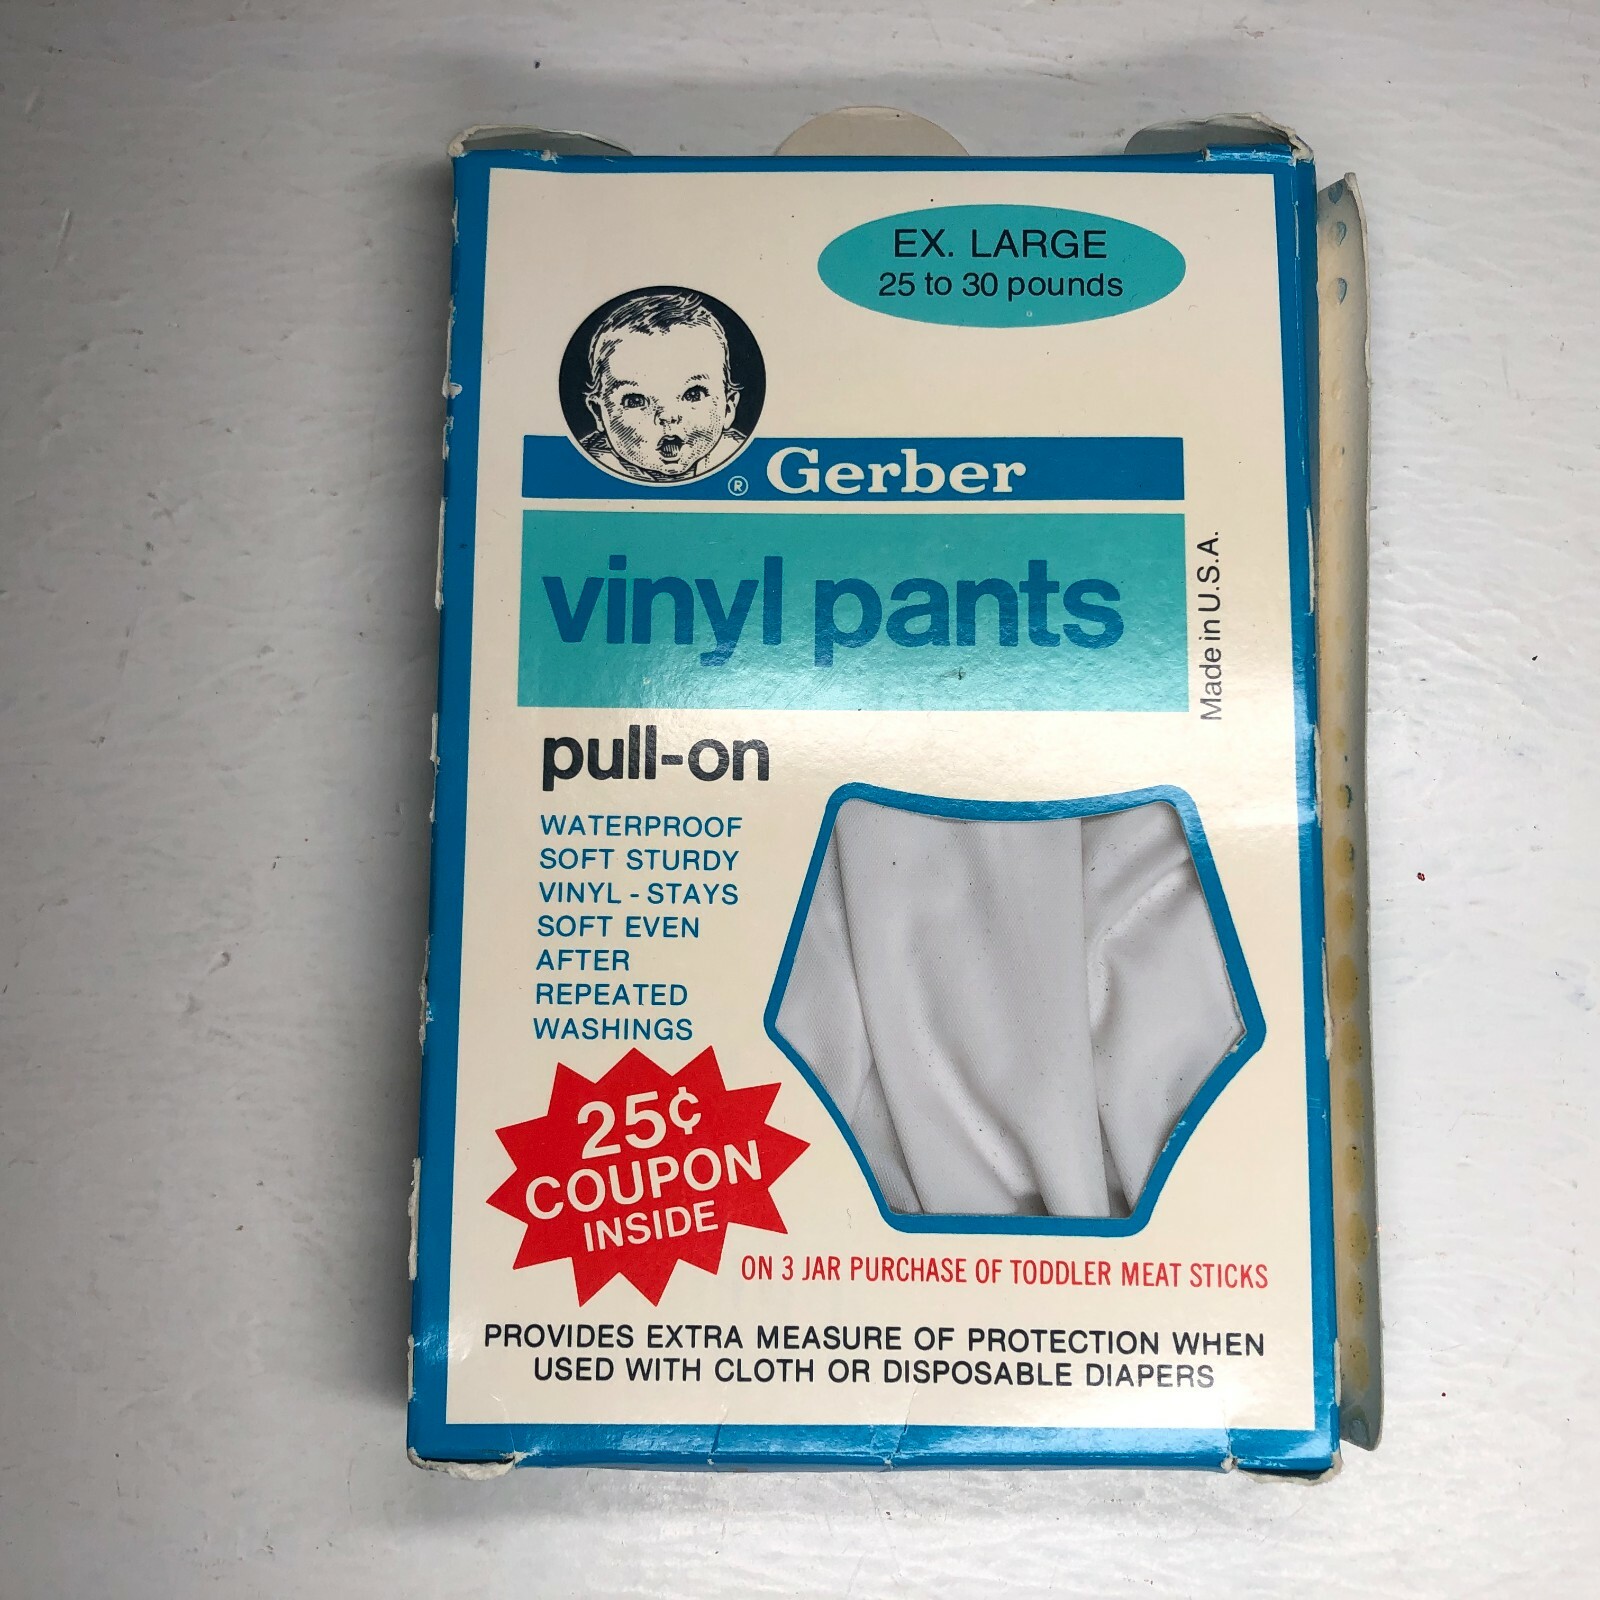 EX. LARGE
25 to 30 pounds
® Gerber
vinyl pants
Made in U.S.A.
pull-on
WATERPROOF
SOFT STURDY
VINYL - STAYS
SOFT EVEN
AFTER
REPEATED
WASHINGS
25¢
COUPON
INSIDE
ON 3 JAR PURCHASE OF TODDLER MEAT STICKS
PROVIDES EXTRA MEASURE OF PROTECTION WHEN
USED WITH CLOTH OR DISPOSABLE DIAPERS